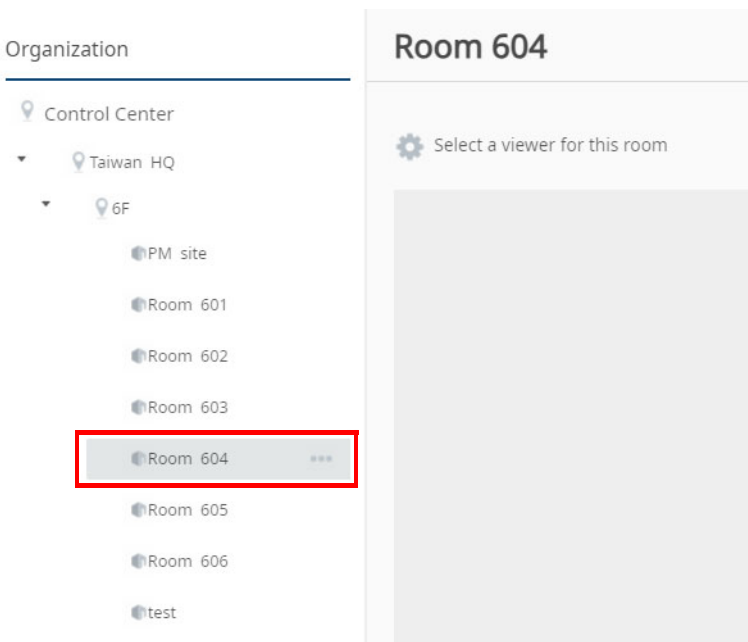 Organization
Control Center
Taiwan HQ
6F
PM site
Room 601
Room 602
Room 603
Room 604
Room 605
Room 606
test
Room 604
Select a viewer for this room